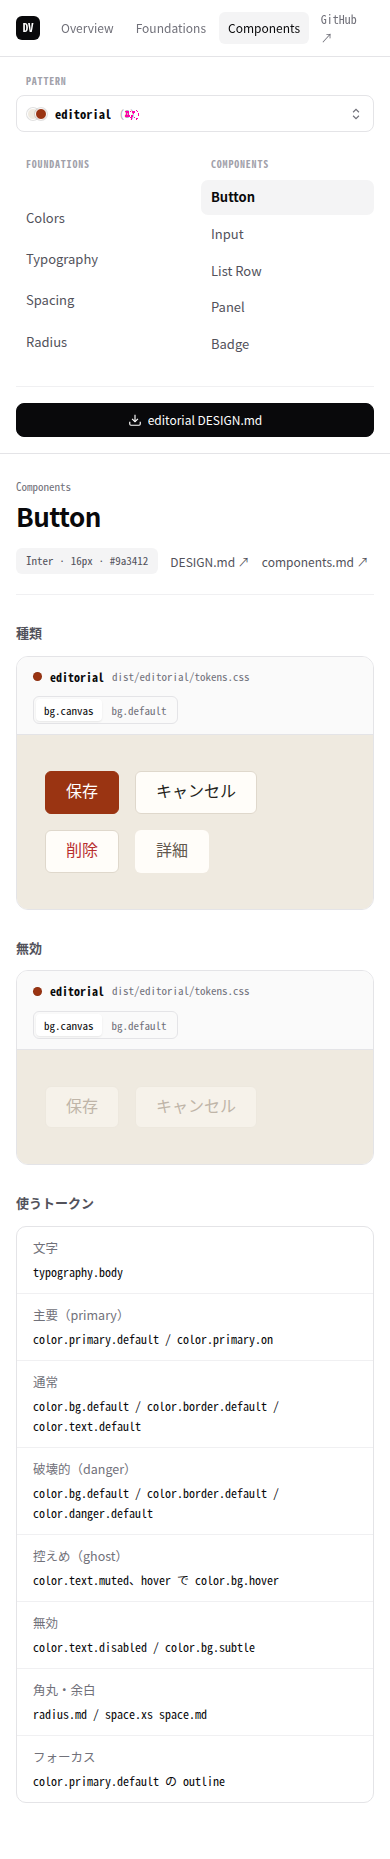 DV Overview Foundations Components GitHub ↗
PATTERN
editorial
FOUNDATIONS
Colors
Typography
Spacing
Radius
COMPONENTS
Button
Input
List Row
Panel
Badge
editorial DESIGN.md
Components
Button
Inter · 16px · #9a3412 DESIGN.md ↗ components.md ↗
種類
editorial dist/editorial/tokens.css
bg.canvas bg.default
保存 キャンセル
削除 詳細
無効
editorial dist/editorial/tokens.css
bg.canvas bg.default
保存 キャンセル
使うトークン
文字
typography.body
主要（primary）
color.primary.default / color.primary.on
通常
color.bg.default / color.border.default /
color.text.default
破壊的（danger）
color.bg.default / color.border.default /
color.danger.default
控えめ（ghost）
color.text.muted、hover で color.bg.hover
無効
color.text.disabled / color.bg.subtle
角丸・余白
radius.md / space.xs space.md
フォーカス
color.primary.default の outline